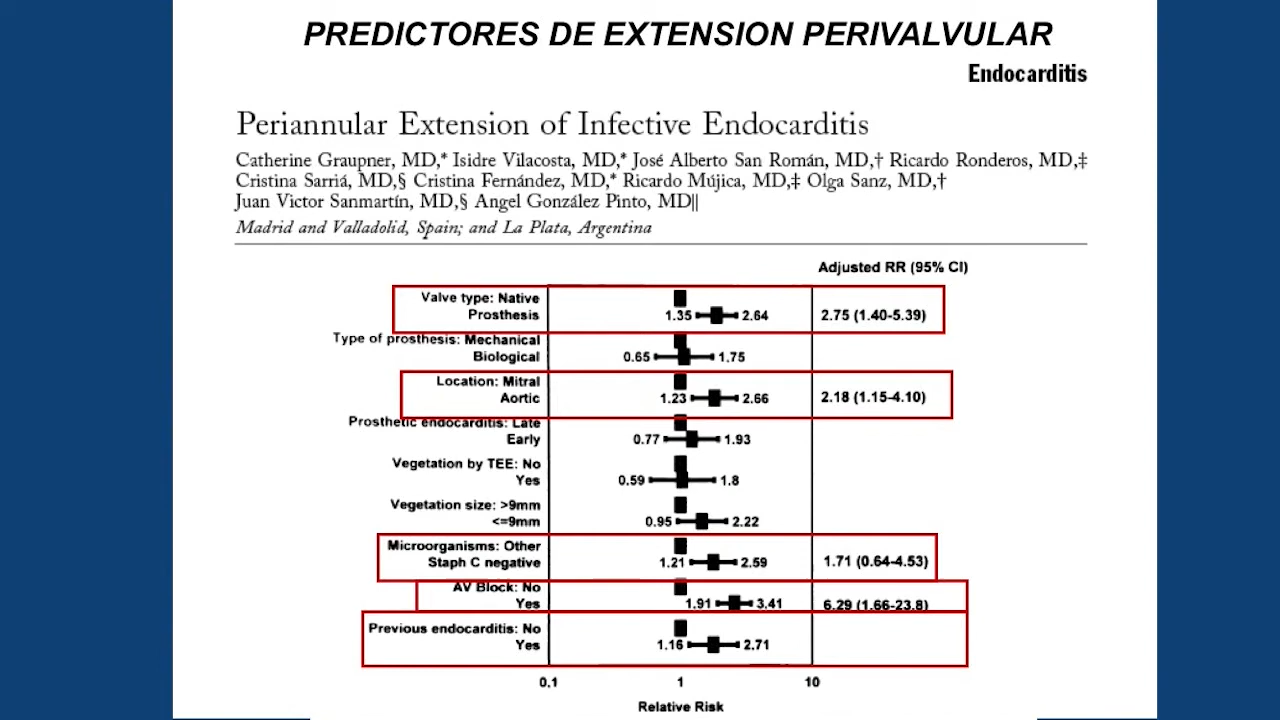 PREDICTORES DE EXTENSION PERIVALVULAR
Endocarditis
Periannular Extension of Infective Endocarditis
Catherine Graupner, MD,* Isidre Vilacosta, MD,* José Alberto San Román, MD,† Ricardo Ronderos, MD,‡
Cristina Sarriá, MD,§ Cristina Fernández, MD,* Ricardo Mújica, MD,‡ Olga Sanz, MD,†
Juan Victor Sanmartín, MD,§ Angel González Pinto, MD||
Madrid and Valladolid, Spain; and La Plata, Argentina
Adjusted RR (95% CI)
Valve type: Native
Prosthesis 1.35 2.64 2.75 (1.40-5.39)
Type of prosthesis: Mechanical
Biological 0.65 1.75
Location: Mitral
Aortic 1.23 2.66 2.18 (1.15-4.10)
Prosthetic endocarditis: Late
Early 0.77 1.93
Vegetation by TEE: No
Yes 0.59 1.8
Vegetation size: >9mm
<=9mm 0.95 2.22
Microorganisms: Other
Staph C negative 1.21 2.59 1.71 (0.64-4.53)
AV Block: No
Yes 1.91 3.41 6.29 (1.66-23.8)
Previous endocarditis: No
Yes 1.16 2.71
0.1 1 10
Relative Risk